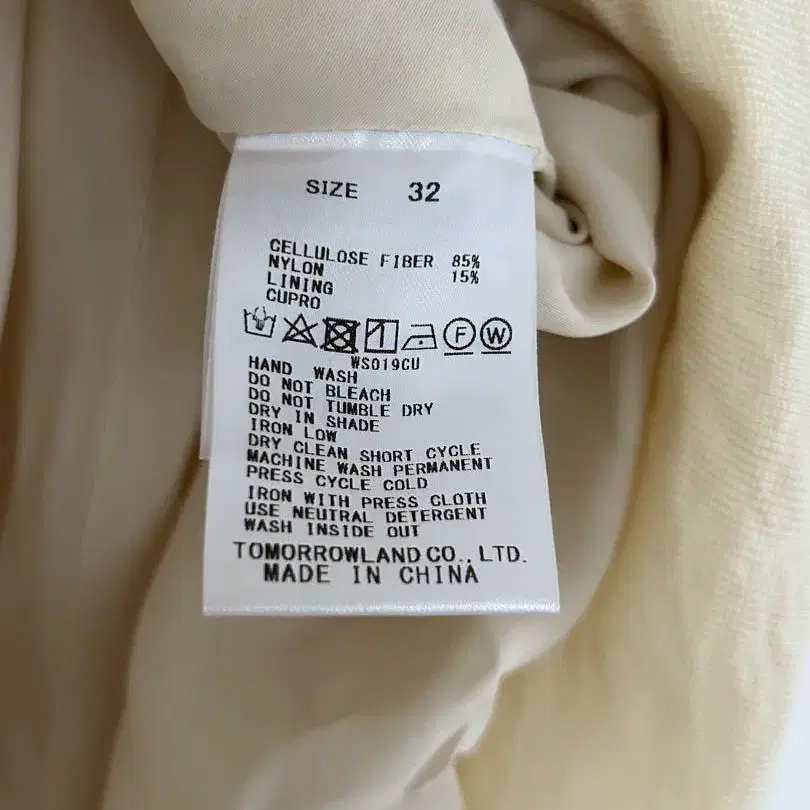 SIZE 32
CELLULOSE FIBER 85%
NYLON 15%
LINING
CUPRO
F W
WS019CU
HAND WASH
DO NOT BLEACH
DO NOT TUMBLE DRY
DRY IN SHADE
IRON LOW
DRY CLEAN SHORT CYCLE
MACHINE WASH PERMANENT
PRESS CYCLE COLD
IRON WITH PRESS CLOTH
USE NEUTRAL DETERGENT
WASH INSIDE OUT
TOMORROWLAND CO., LTD.
MADE IN CHINA